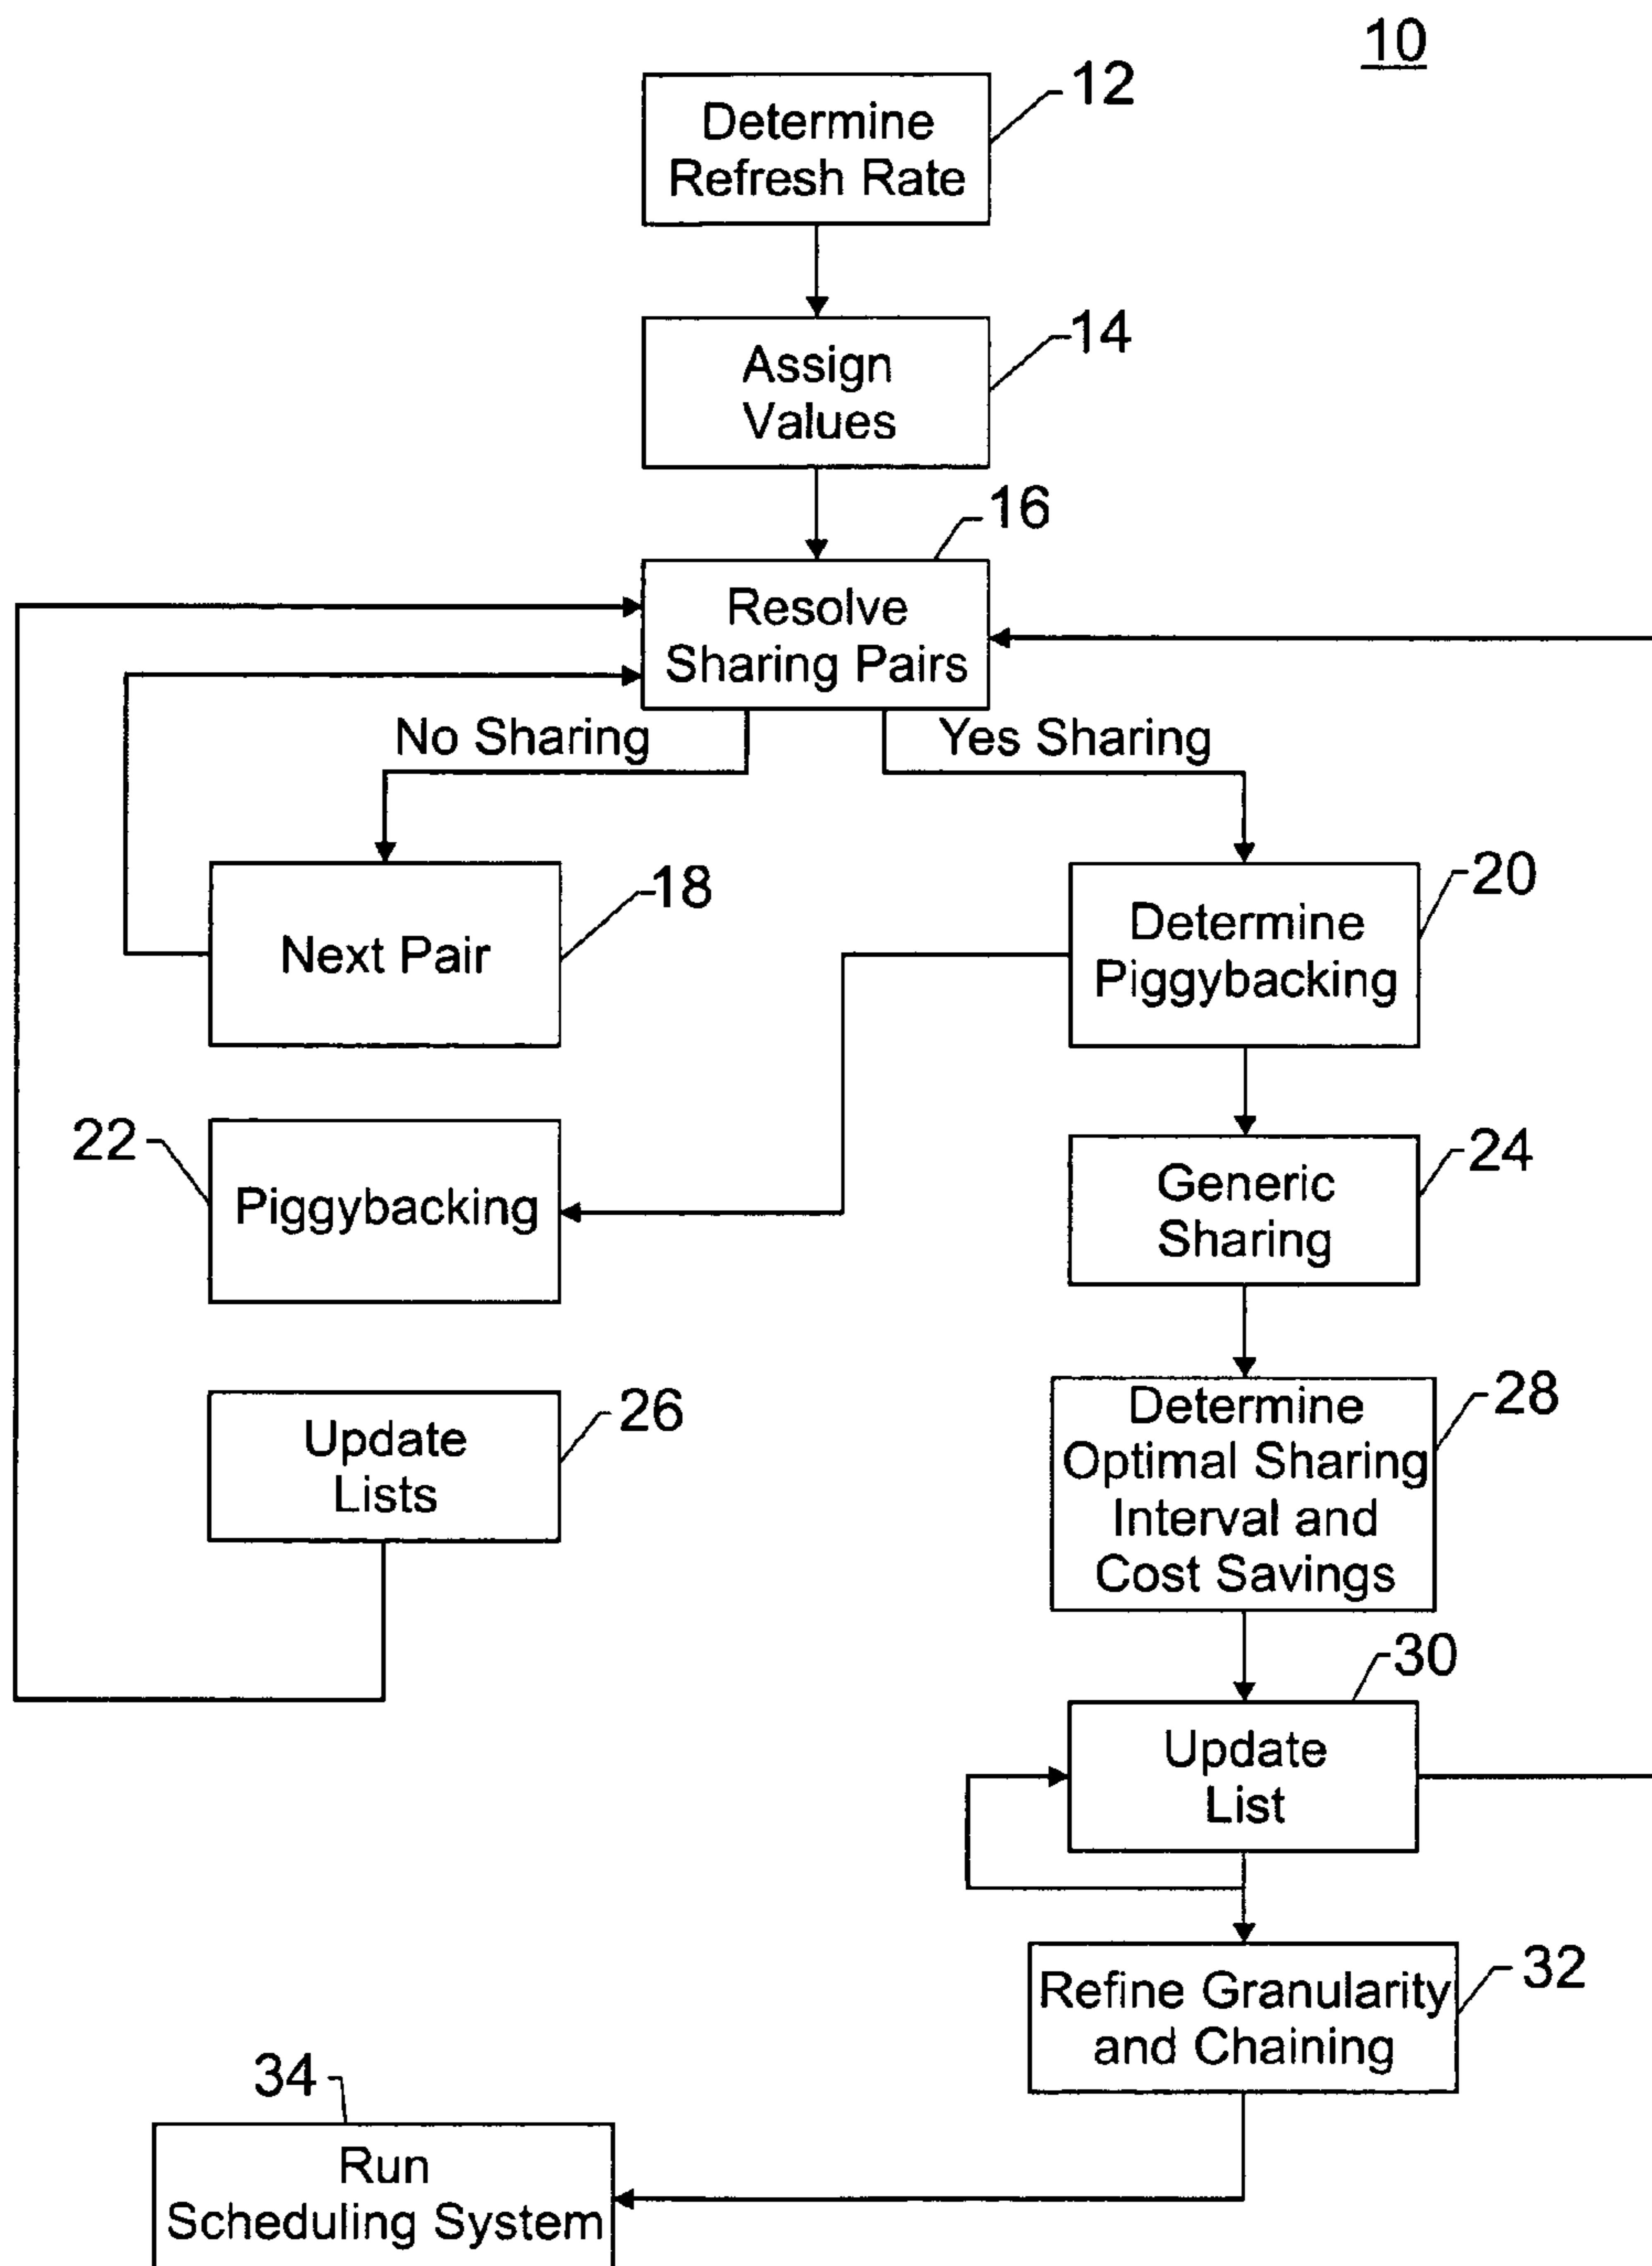 10
12
Determine
Refresh Rate
14
Assign
Values
16
Resolve
Sharing Pairs
No Sharing
Yes Sharing
18
Next Pair
20
Determine
Piggybacking
22
Piggybacking
24
Generic
Sharing
26
Update
Lists
28
Determine
Optimal Sharing
Interval and
Cost Savings
30
Update
List
32
Refine Granularity
and Chaining
34
Run
Scheduling System